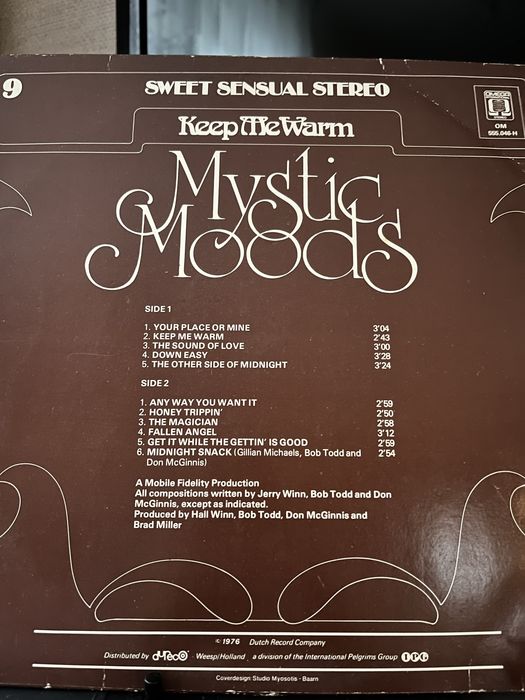 9
SWEET SENSUAL STEREO
OMEGA
STEREO
OM
555.046-H
Keep Me Warm
Mystic
Moods
SIDE 1
1. YOUR PLACE OR MINE 3'04
2. KEEP ME WARM 2'43
3. THE SOUND OF LOVE 3'00
4. DOWN EASY 3'28
5. THE OTHER SIDE OF MIDNIGHT 3'24
SIDE 2
1. ANY WAY YOU WANT IT 2'59
2. HONEY TRIPPIN' 2'50
3. THE MAGICIAN 2'58
4. FALLEN ANGEL 3'12
5. GET IT WHILE THE GETTIN' IS GOOD 2'59
6. MIDNIGHT SNACK (Gillian Michaels, Bob Todd and 2'54
Don McGinnis)
A Mobile Fidelity Production
All compositions written by Jerry Winn, Bob Todd and Don
McGinnis, except as indicated.
Produced by Hall Winn, Bob Todd, Don McGinnis and
Brad Miller
© 1976 Dutch Record Company
Distributed by dureco - Weesp/Holland a division of the International Pelgrims Group IPG
Coverdesign: Studio Myosotis - Baarn